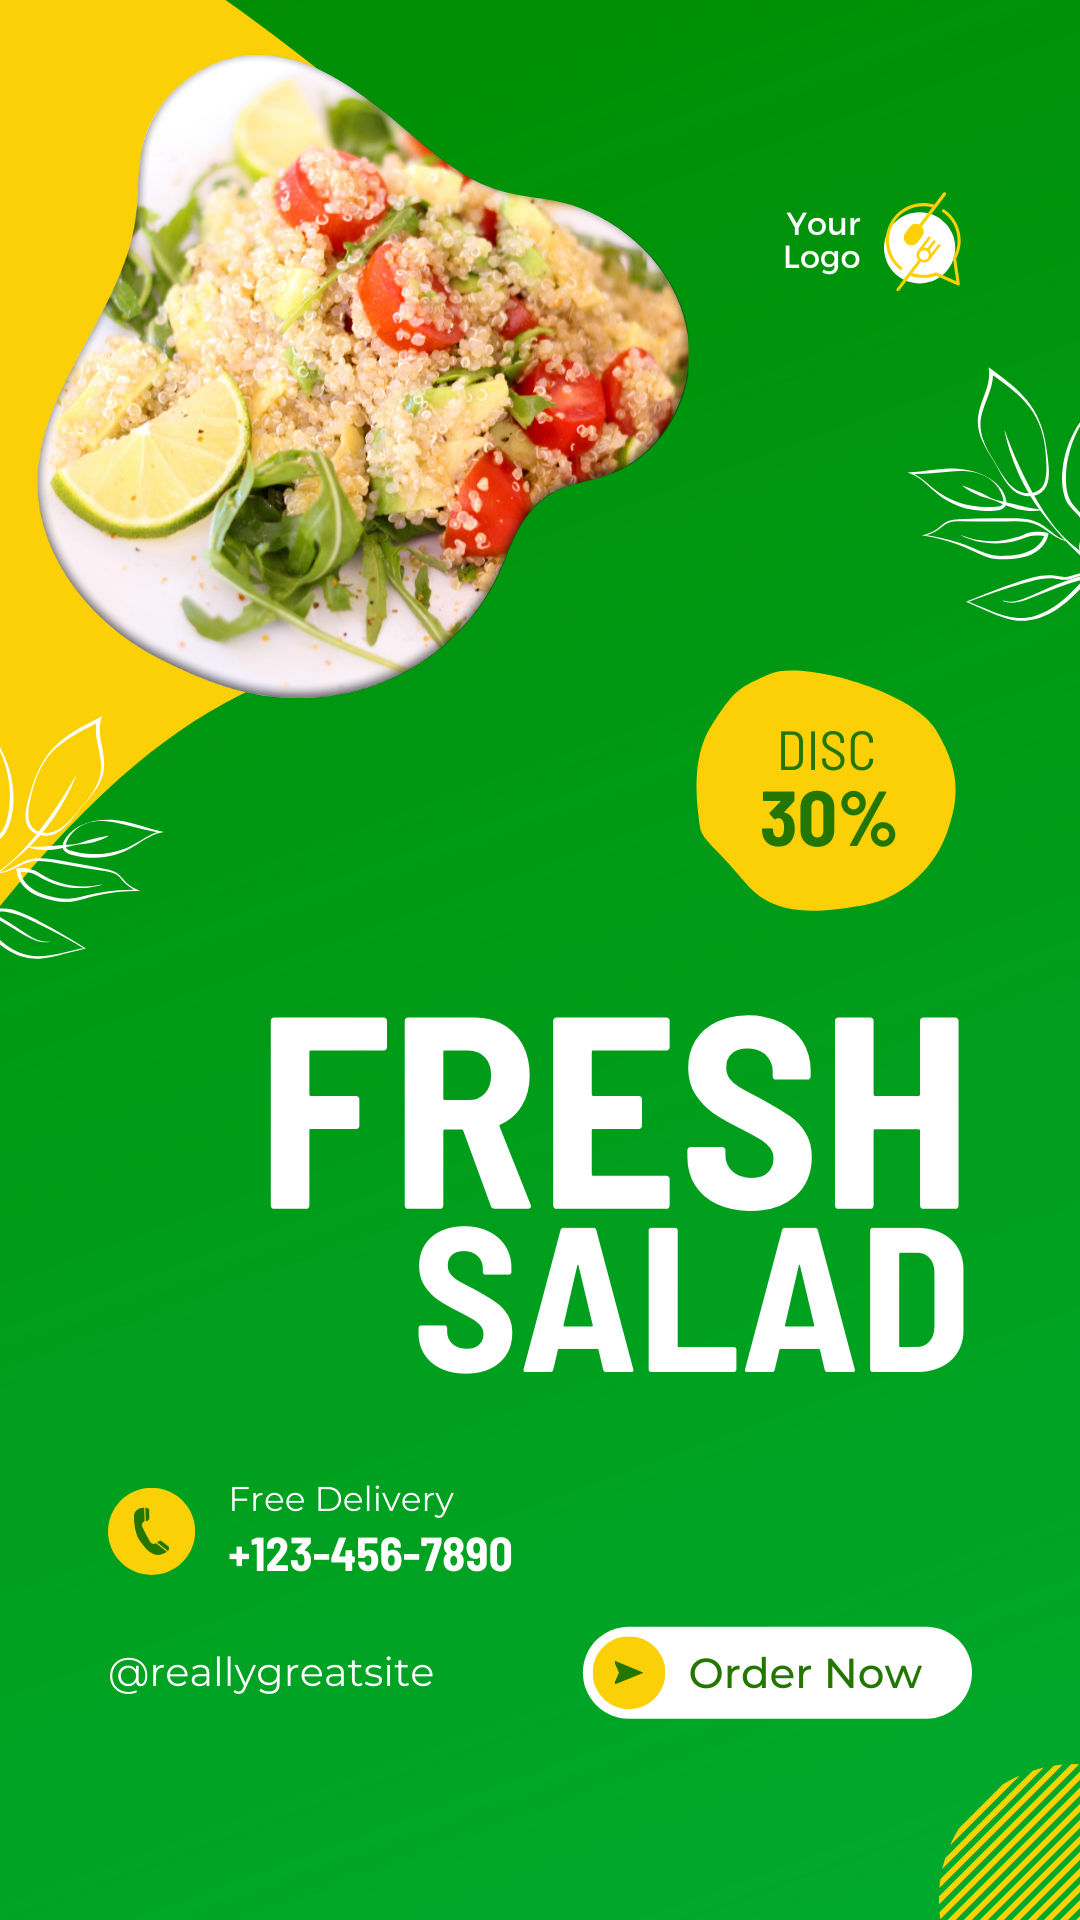 Your
Logo
DISC
30%
FRESH
SALAD
Free Delivery
+123-456-7890
@reallygreatsite
Order Now